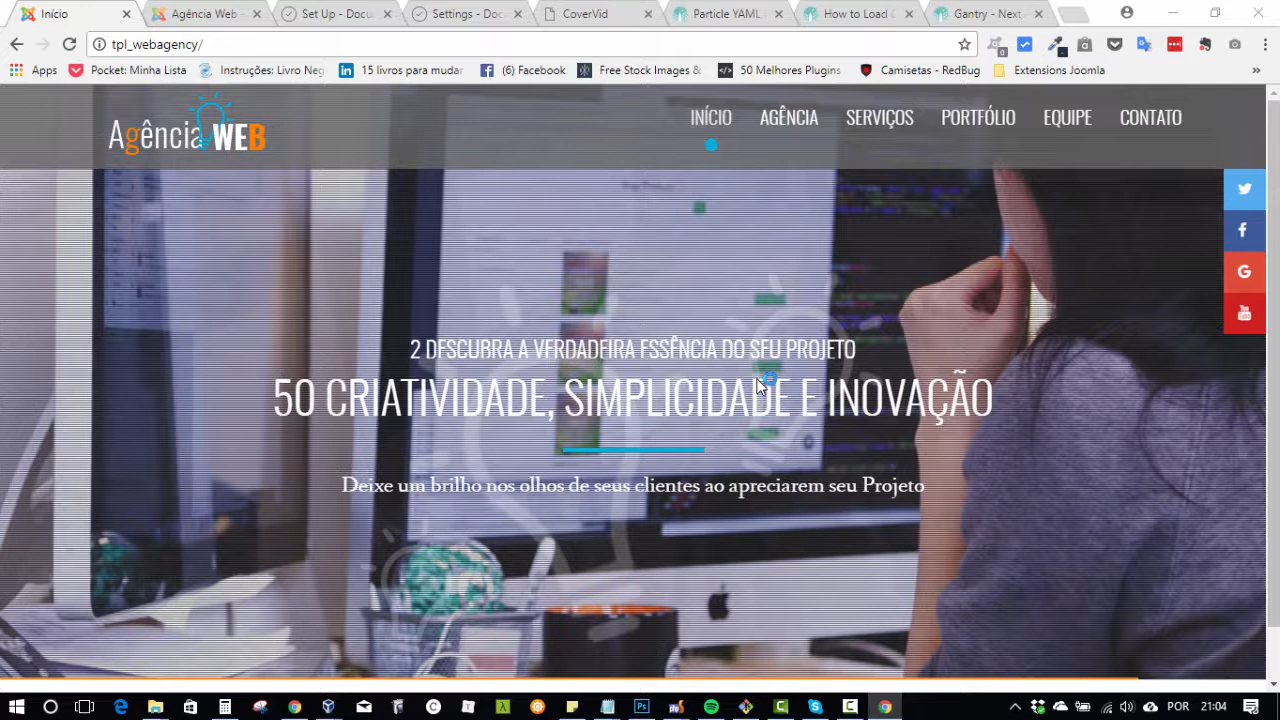 Início
Agência Web -
Set Up - Docum
Settings - Docu
CoverVid
Particle YAML
How to Load C
Gantry - Next
tpl_webagency/
Apps
Pocket: Minha Lista
Instruções: Livro Neg
15 livros para mudar
(6) Facebook
Free Stock Images &
50 Melhores Plugins
Camisetas - RedBug
Extensions Joomla
»
Agência WEB
INÍCIO
AGÊNCIA
SERVIÇOS
PORTFÓLIO
EQUIPE
CONTATO
2 DESCUBRA A VERDADEIRA ESSÊNCIA DO SEU PROJETO
50 CRIATIVIDADE, SIMPLICIDADE E INOVAÇÃO
Deixe um brilho nos olhos de seus clientes ao apreciarem seu Projeto
POR
21:04